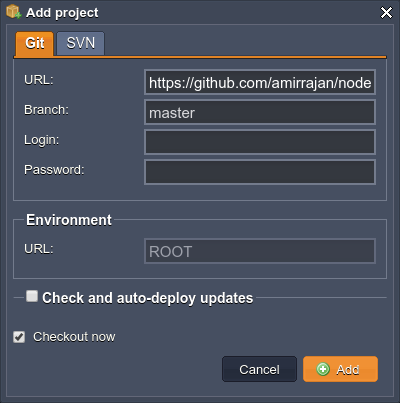 Add project
Git SVN
URL: https://github.com/amirrajan/node
Branch: master
Login:
Password:
Environment
URL: ROOT
Check and auto-deploy updates
Checkout now
Cancel Add